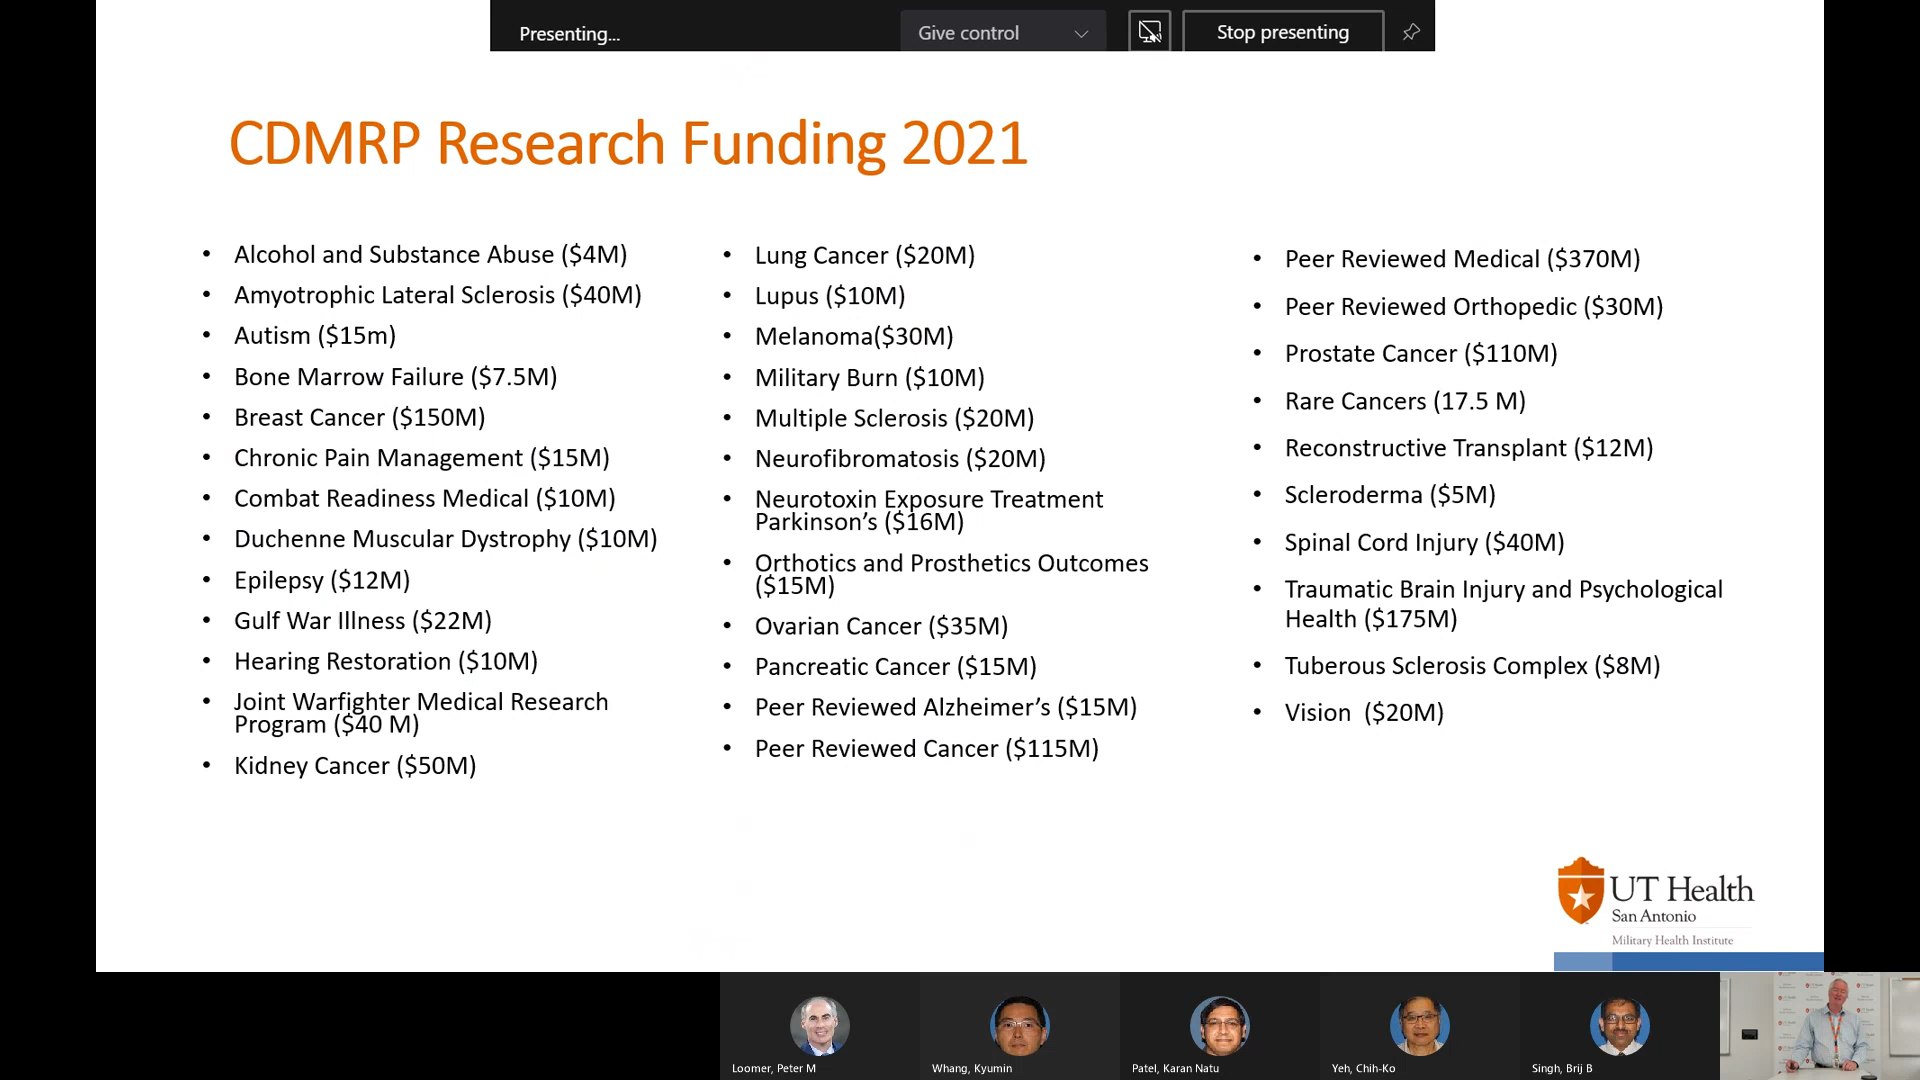 Presenting...
Give control
Stop presenting
CDMRP Research Funding 2021
• Alcohol and Substance Abuse ($4M)
• Amyotrophic Lateral Sclerosis ($40M)
• Autism ($15m)
• Bone Marrow Failure ($7.5M)
• Breast Cancer ($150M)
• Chronic Pain Management ($15M)
• Combat Readiness Medical ($10M)
• Duchenne Muscular Dystrophy ($10M)
• Epilepsy ($12M)
• Gulf War Illness ($22M)
• Hearing Restoration ($10M)
• Joint Warfighter Medical Research
Program ($40 M)
• Kidney Cancer ($50M)
• Lung Cancer ($20M)
• Lupus ($10M)
• Melanoma($30M)
• Military Burn ($10M)
• Multiple Sclerosis ($20M)
• Neurofibromatosis ($20M)
• Neurotoxin Exposure Treatment
Parkinson’s ($16M)
• Orthotics and Prosthetics Outcomes
($15M)
• Ovarian Cancer ($35M)
• Pancreatic Cancer ($15M)
• Peer Reviewed Alzheimer’s ($15M)
• Peer Reviewed Cancer ($115M)
• Peer Reviewed Medical ($370M)
• Peer Reviewed Orthopedic ($30M)
• Prostate Cancer ($110M)
• Rare Cancers (17.5 M)
• Reconstructive Transplant ($12M)
• Scleroderma ($5M)
• Spinal Cord Injury ($40M)
• Traumatic Brain Injury and Psychological
Health ($175M)
• Tuberous Sclerosis Complex ($8M)
• Vision  ($20M)
UT Health
San Antonio
Military Health Institute
Loomer, Peter M
Whang, Kyumin
Patel, Karan Natu
Yeh, Chih-Ko
Singh, Brij B